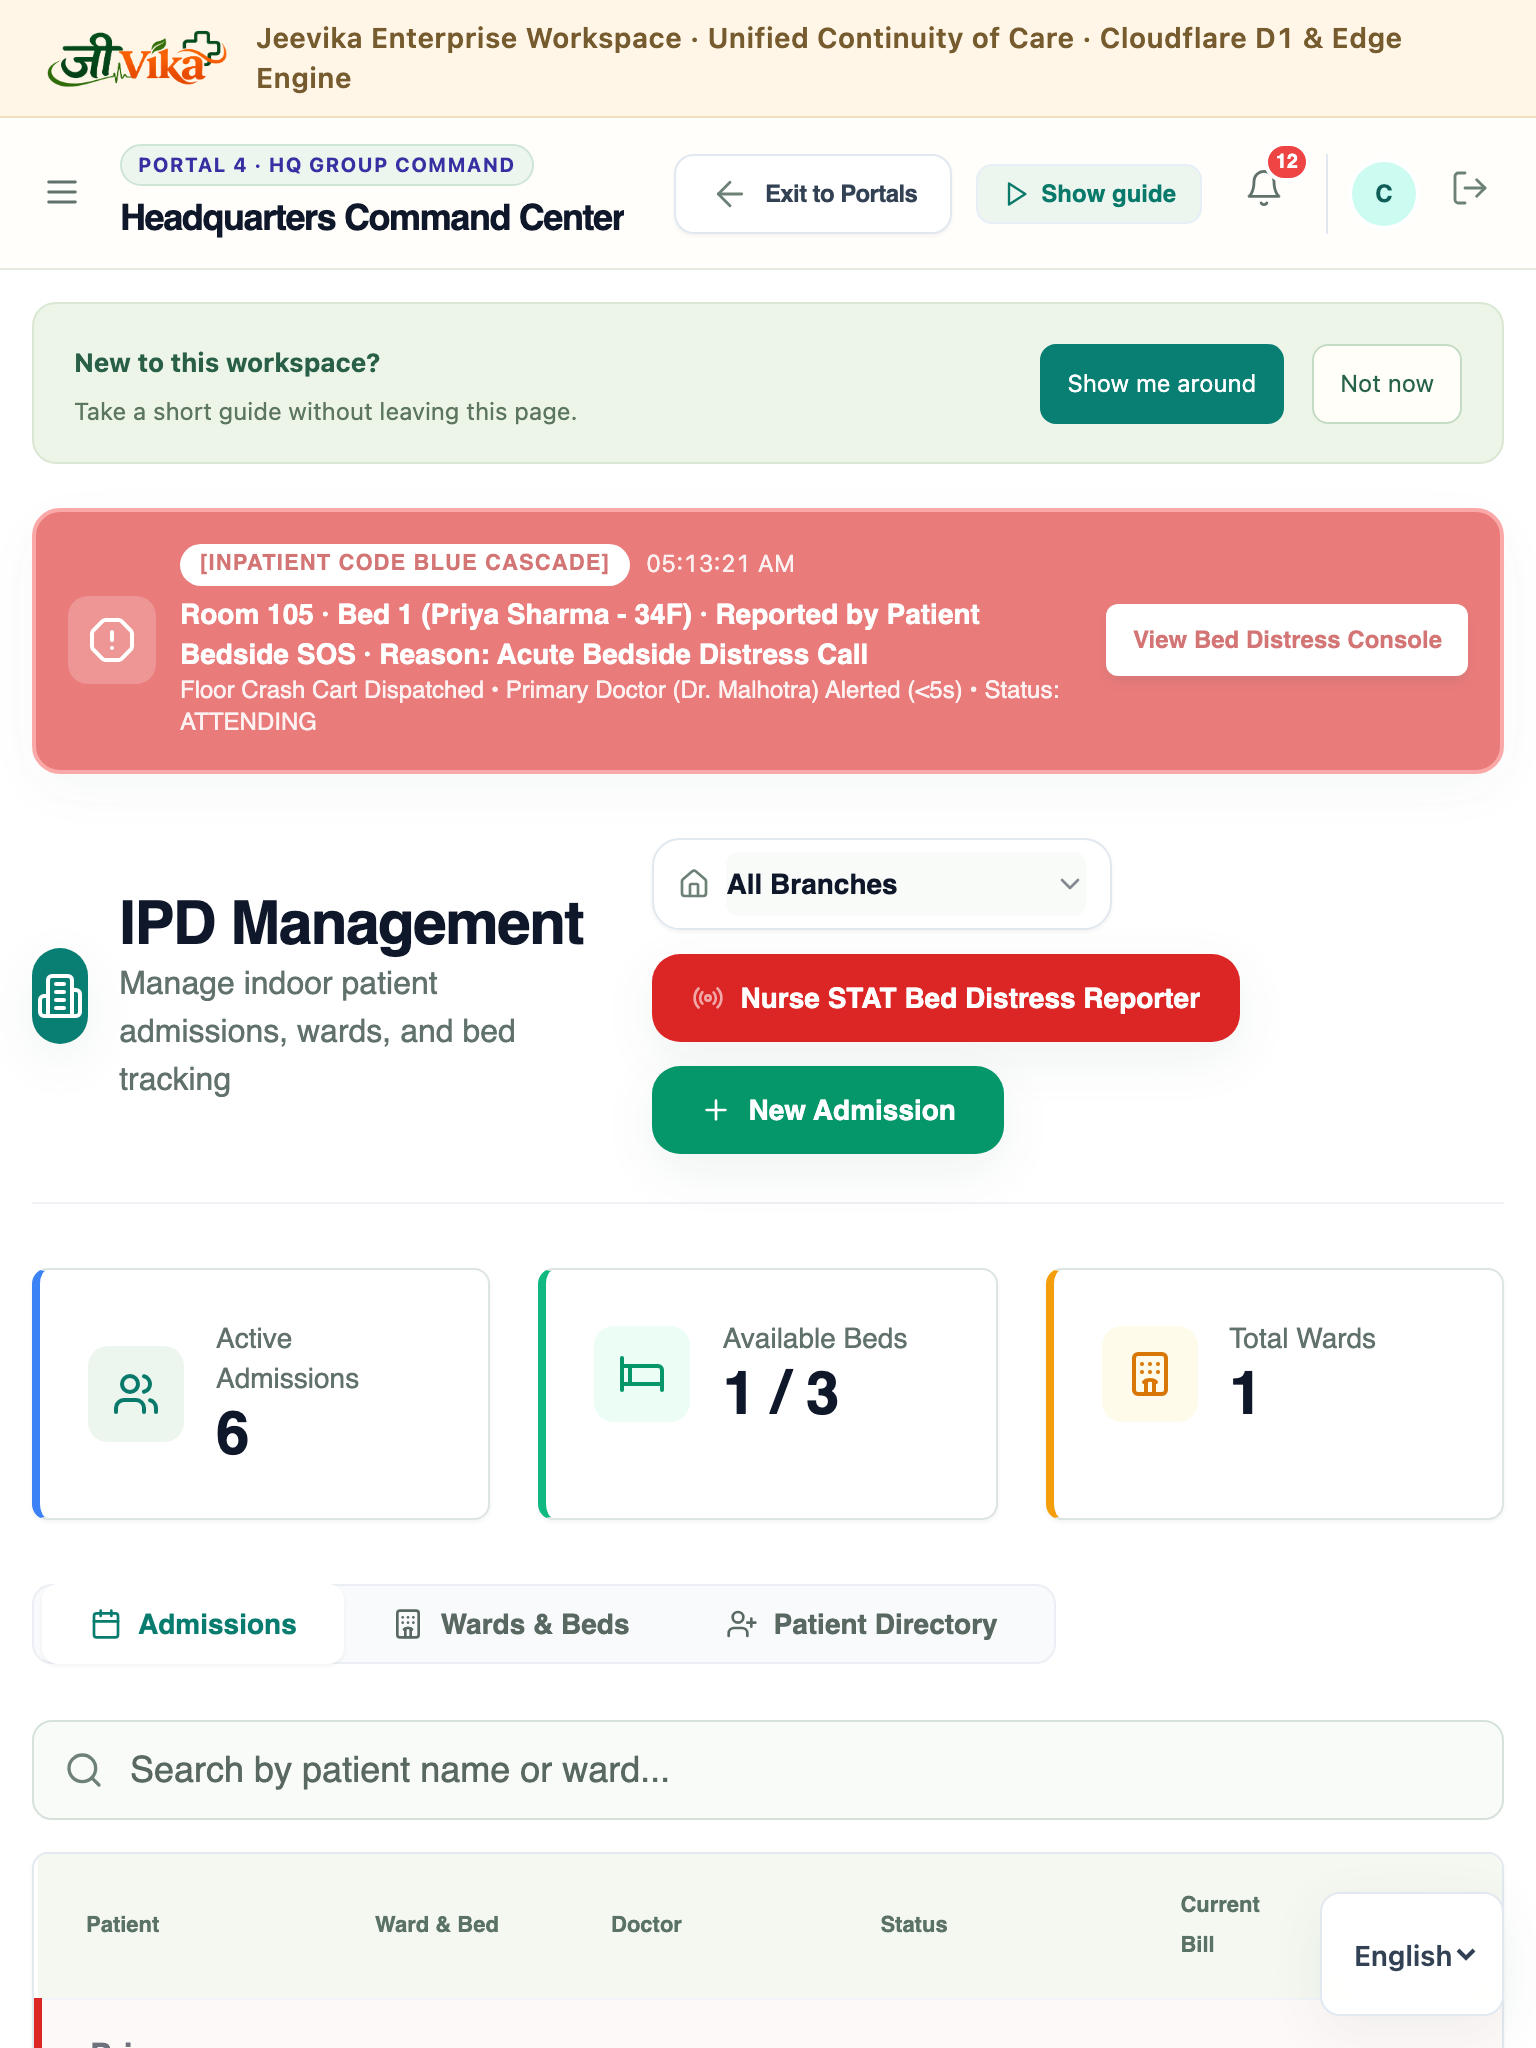 जीvika
Jeevika Enterprise Workspace · Unified Continuity of Care · Cloudflare D1 & Edge
Engine
PORTAL 4 · HQ GROUP COMMAND
Headquarters Command Center
Exit to Portals
Show guide
12
C
New to this workspace?
Take a short guide without leaving this page.
Show me around
Not now
[INPATIENT CODE BLUE CASCADE]
05:13:21 AM
Room 105 · Bed 1 (Priya Sharma - 34F) · Reported by Patient
Bedside SOS · Reason: Acute Bedside Distress Call
Floor Crash Cart Dispatched • Primary Doctor (Dr. Malhotra) Alerted (<5s) • Status:
ATTENDING
View Bed Distress Console
IPD Management
Manage indoor patient
admissions, wards, and bed
tracking
All Branches
Nurse STAT Bed Distress Reporter
New Admission
Active
Admissions
6
Available Beds
1 / 3
Total Wards
1
Admissions
Wards & Beds
Patient Directory
Search by patient name or ward...
Patient
Ward & Bed
Doctor
Status
Current
Bill
English